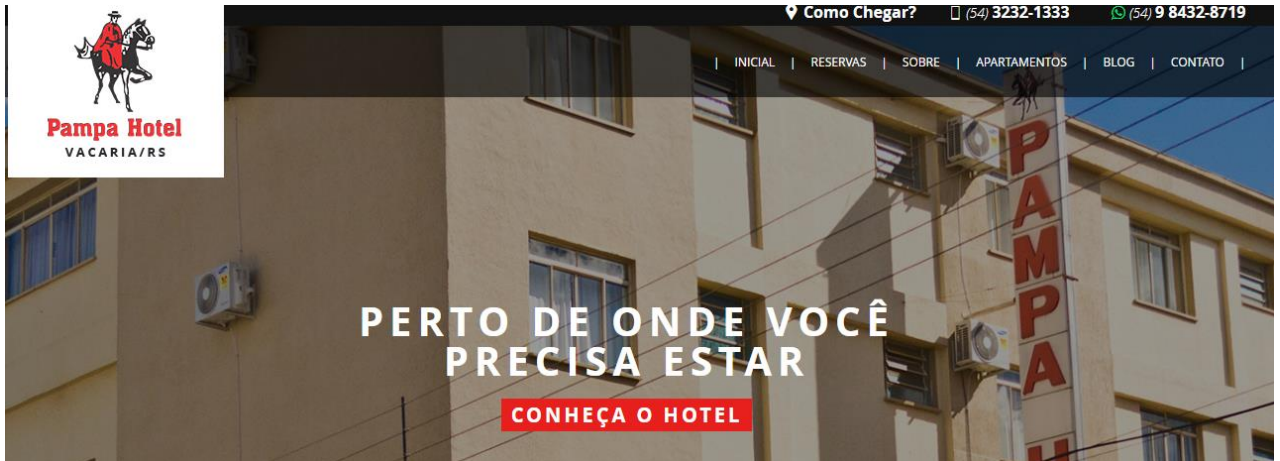 Como Chegar? (54) 3232-1333 (54) 9 8432-8719
| INICIAL | RESERVAS | SOBRE | APARTAMENTOS | BLOG | CONTATO |
Pampa Hotel
VACARIA/RS
PAMPA H
PERTO DE ONDE VOCÊ
PRECISA ESTAR
CONHEÇA O HOTEL